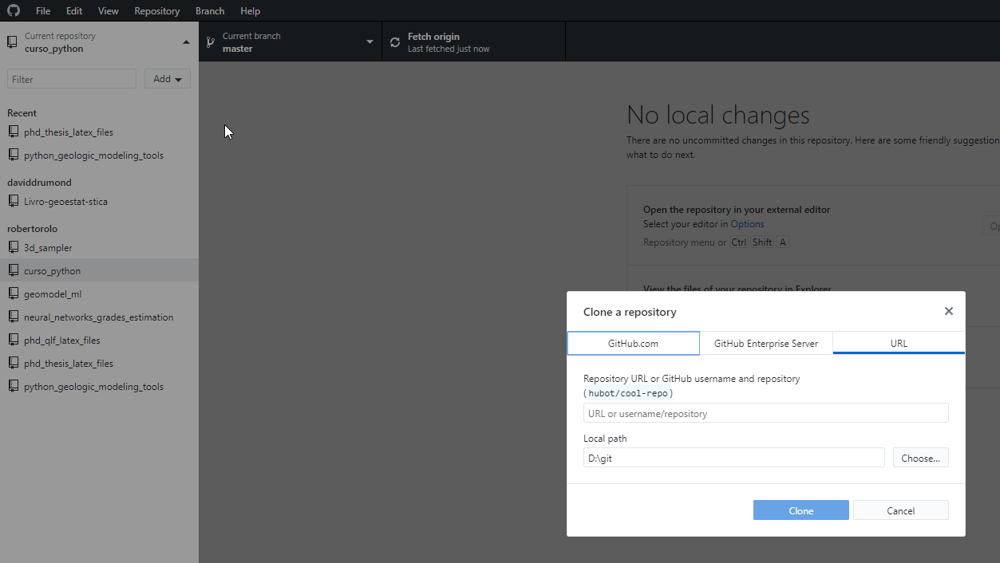 File Edit View Repository Branch Help
Current repository
curso_python
Current branch
master
Fetch origin
Last fetched just now
Filter
Add
Recent
phd_thesis_latex_files
python_geologic_modeling_tools
daviddrumond
Livro-geoestat-stica
robertorolo
3d_sampler
curso_python
geomodel_ml
neural_networks_grades_estimation
phd_qlf_latex_files
phd_thesis_latex_files
python_geologic_modeling_tools
No local changes
There are no uncommitted changes in this repository. Here are some friendly suggestion
what to do next.
Open the repository in your external editor
Select your editor in Options
Repository menu or Ctrl Shift A
Op
View the files of your repository in Explorer
Clone a repository
GitHub.com GitHub Enterprise Server URL
Repository URL or GitHub username and repository
(hubot/cool-repo)
URL or username/repository
Local path
D:\git
Choose...
Clone Cancel